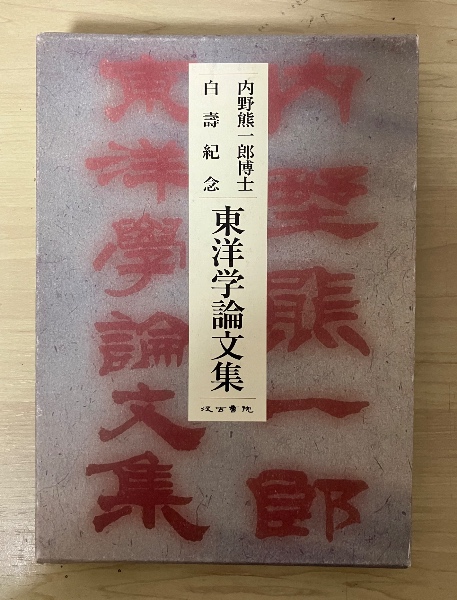 内野熊一郎博士
白壽紀念
東洋学論文集
汲古書院
内埜熊一郎
東洋學論文集